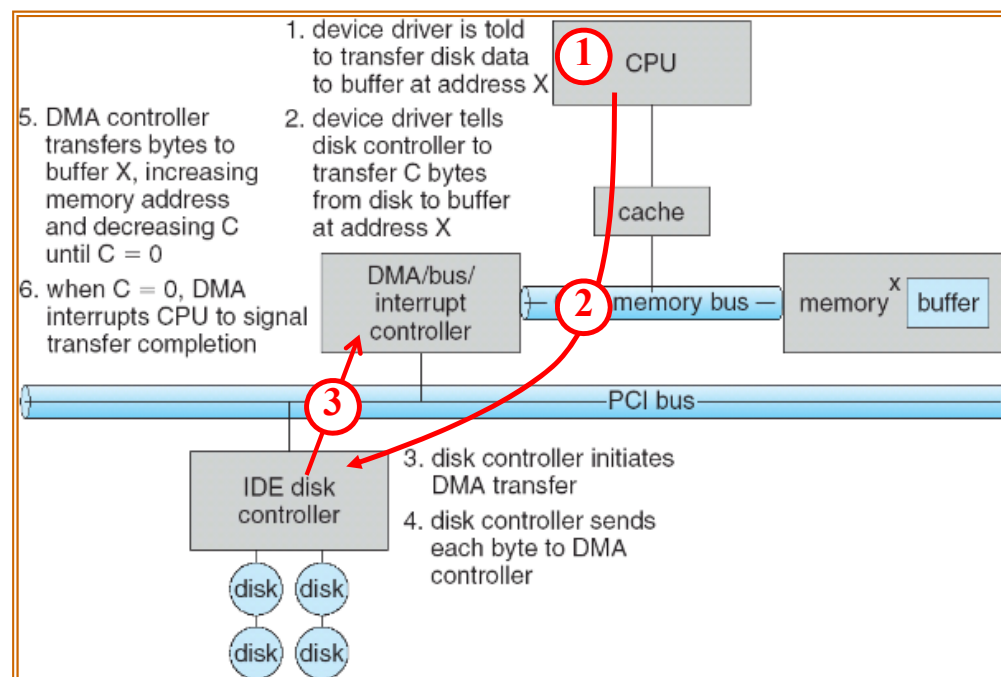 1. device driver is told
to transfer disk data
to buffer at address X
1
CPU
5. DMA controller
transfers bytes to
buffer X, increasing
memory address
and decreasing C
until C = 0
2. device driver tells
disk controller to
transfer C bytes
from disk to buffer
at address X
cache
6. when C = 0, DMA
interrupts CPU to signal
transfer completion
DMA/bus/
interrupt
controller
2
memory bus
memory
x
buffer
3
PCI bus
IDE disk
controller
3. disk controller initiates
DMA transfer
4. disk controller sends
each byte to DMA
controller
disk
disk
disk
disk